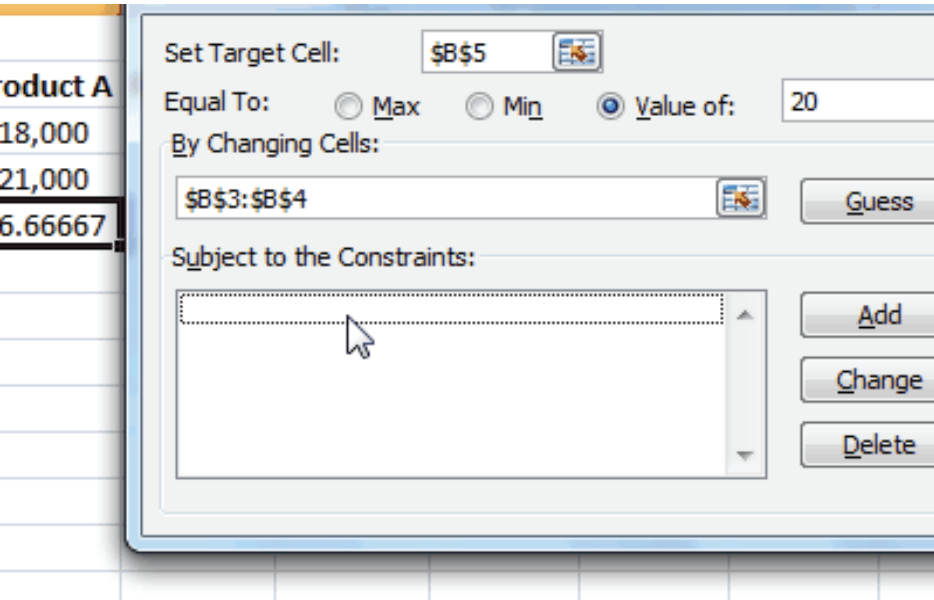 roduct A
18,000
21,000
6.66667
Set Target Cell: $B$5
Equal To: Max Min Value of: 20
By Changing Cells:
$B$3:$B$4
Guess
Subject to the Constraints:
Add
Change
Delete